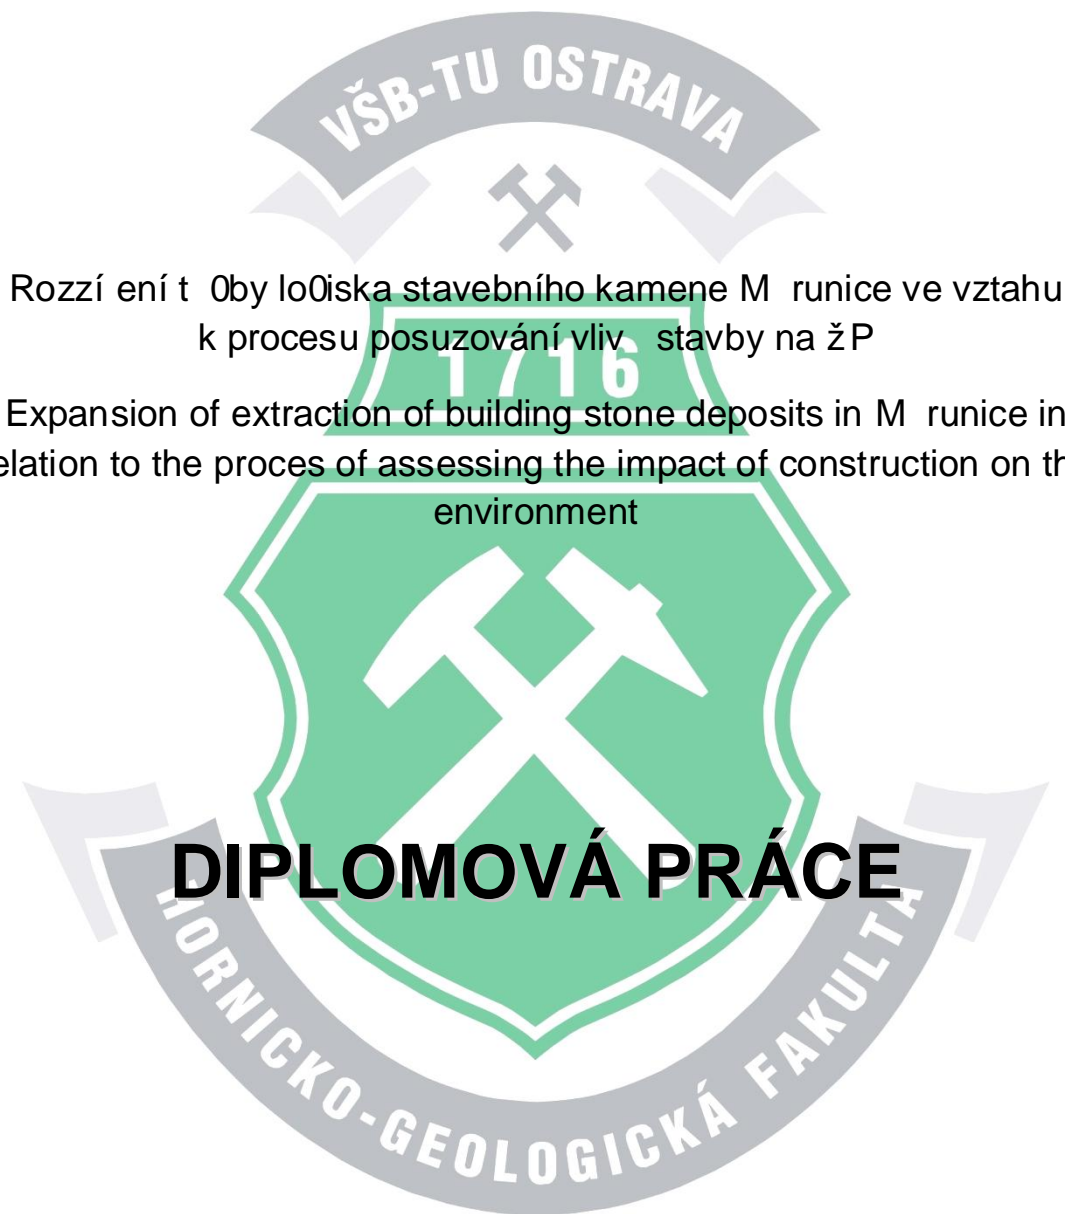 VŠB-TU OSTRAVA
Rozzí ení t 0by lo0iska stavebního kamene M runice ve vztahu
k procesu posuzování vliv stavby na žP
1716
Expansion of extraction of building stone deposits in M runice in
elation to the proces of assessing the impact of construction on th
environment
DIPLOMOVÁ PRÁCE
HORNICKO-GEOLOGICKÁ FAKULTA